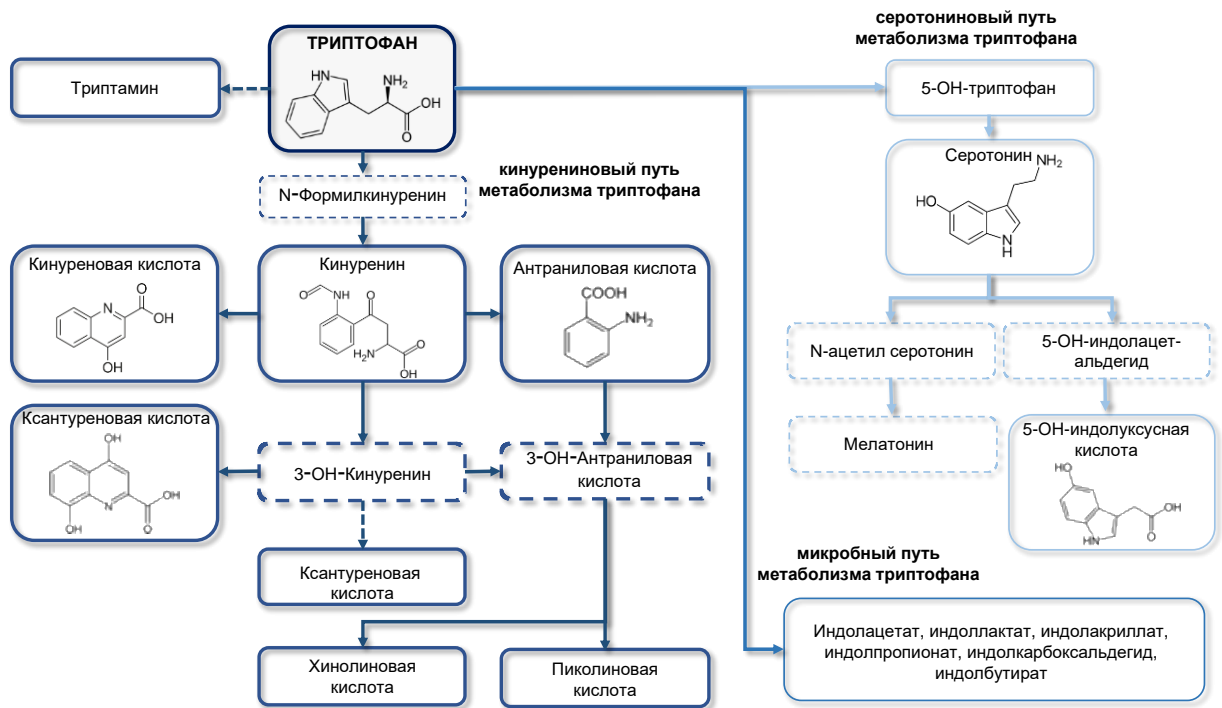 серотониновый путь
метаболизма триптофана
ТРИПТОФАН
HN
NH₂
OH
O
Триптамин
5-ОН-триптофан
кинурениновый путь
метаболизма триптофана
N-Формилкинуренин
Серотонин
NH₂
HO
N
H
Кинуреновая кислота
O
N
OH
OH
Кинуренин
O
NH
O
H₂N
O
OH
Антраниловая кислота
COOH
NH₂
N-ацетил серотонин
5-ОН-индолацет-
альдегид
Ксантуреновая кислота
OH
N
OH
OH
O
3-ОН-Кинуренин
3-ОН-Антраниловая
кислота
Мелатонин
5-ОН-индолуксусная
кислота
HO
OH
O
HN
Ксантуреновая
кислота
микробный путь
метаболизма триптофана
Хинолиновая
кислота
Пиколиновая
кислота
Индолацетат, индоллактат, индолакриллат,
индолпропионат, индолкарбоксальдегид,
индолбутират